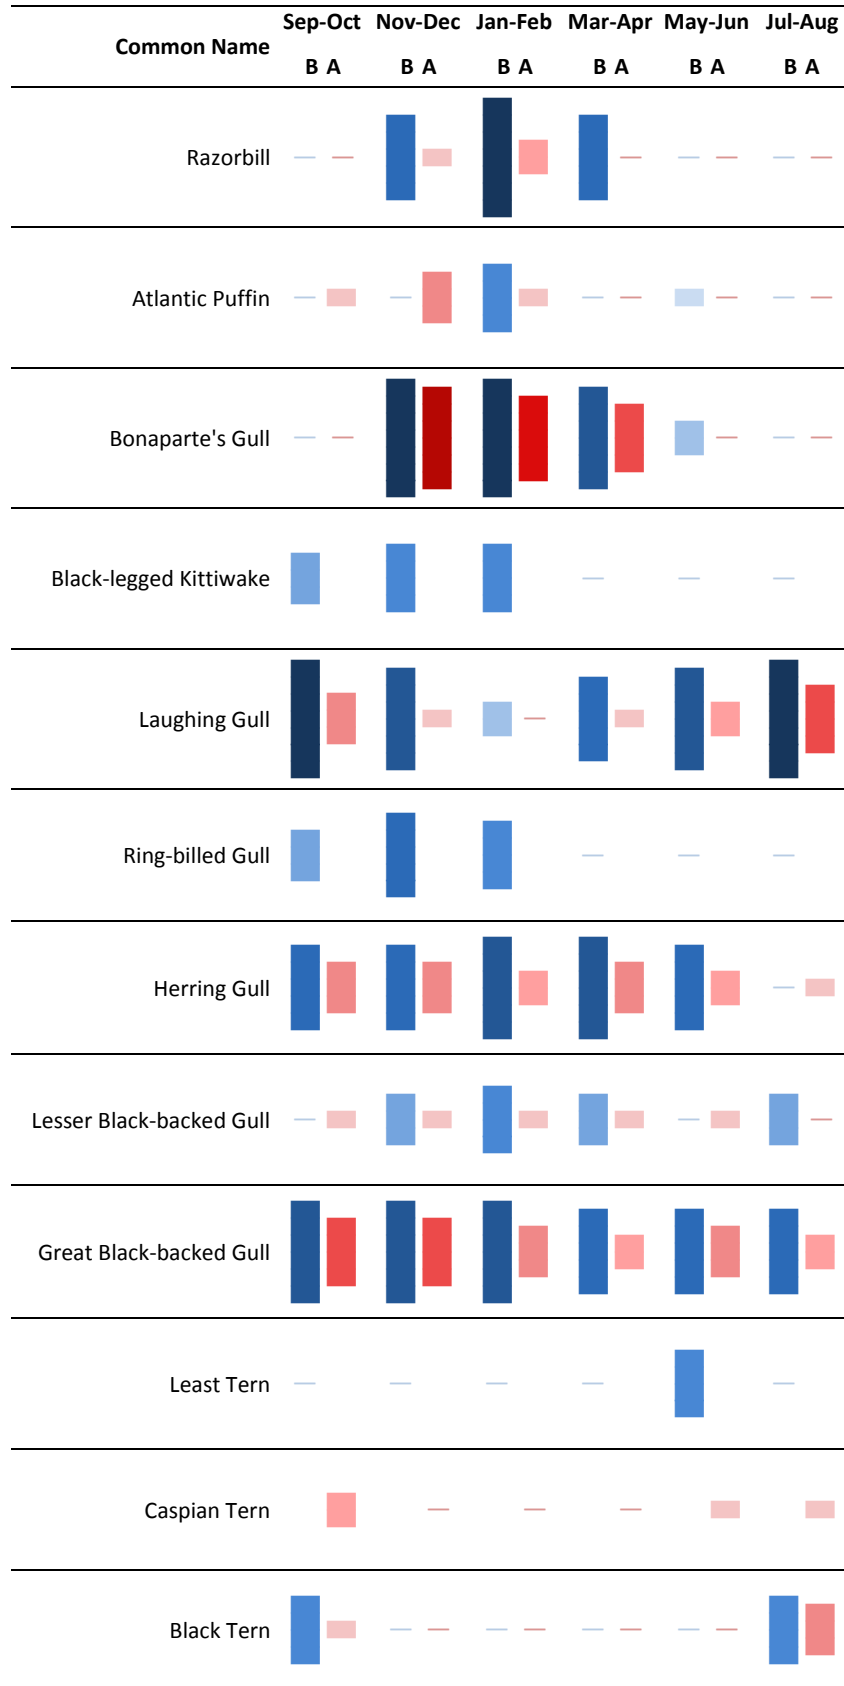 Common Name Sep-Oct Nov-Dec Jan-Feb Mar-Apr May-Jun Jul-Aug
B A B A B A B A B A B A
Razorbill
Atlantic Puffin
Bonaparte's Gull
Black-legged Kittiwake
Laughing Gull
Ring-billed Gull
Herring Gull
Lesser Black-backed Gull
Great Black-backed Gull
Least Tern
Caspian Tern
Black Tern